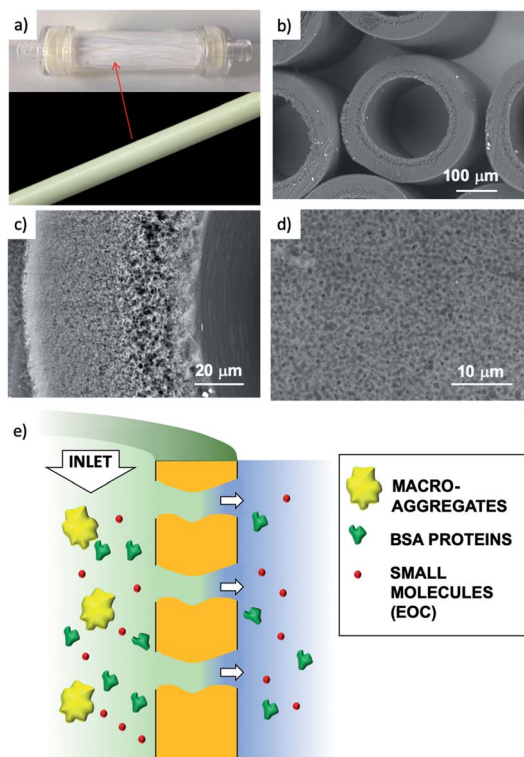 a)
b)
100 μm
c)
20 μm
d)
10 μm
e)
INLET
MACRO-
AGGREGATES
BSA PROTEINS
SMALL
MOLECULES
(EOC)